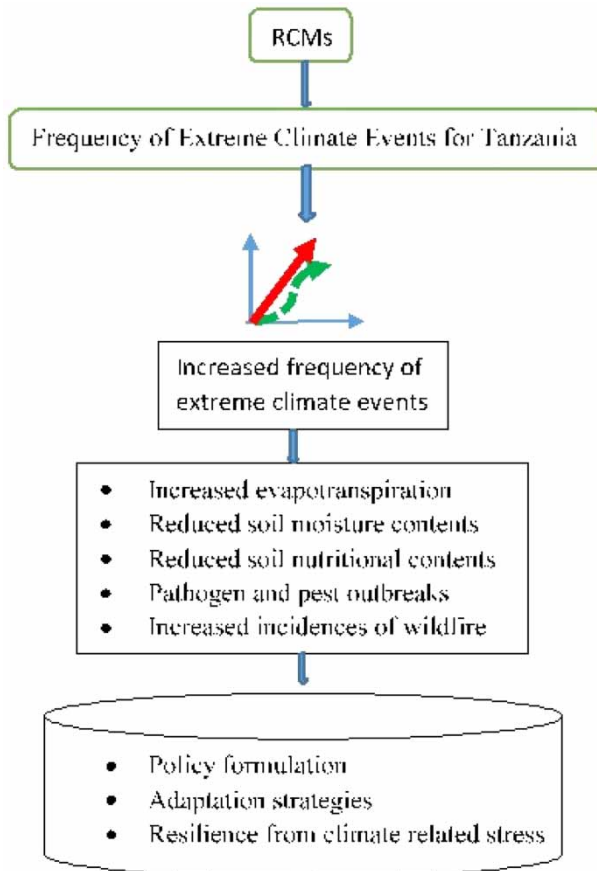 RCMs
Frequency of Extreme Climate Events for Tanzania
Increased frequency of
extreme climate events
• Increased evapotranspiration
• Reduced soil moisture contents
• Reduced soil nutritional contents
• Pathogen and pest outbreaks
• Increased incidences of wildfire
• Policy formulation
• Adaptation strategies
• Resilience from climate related stress